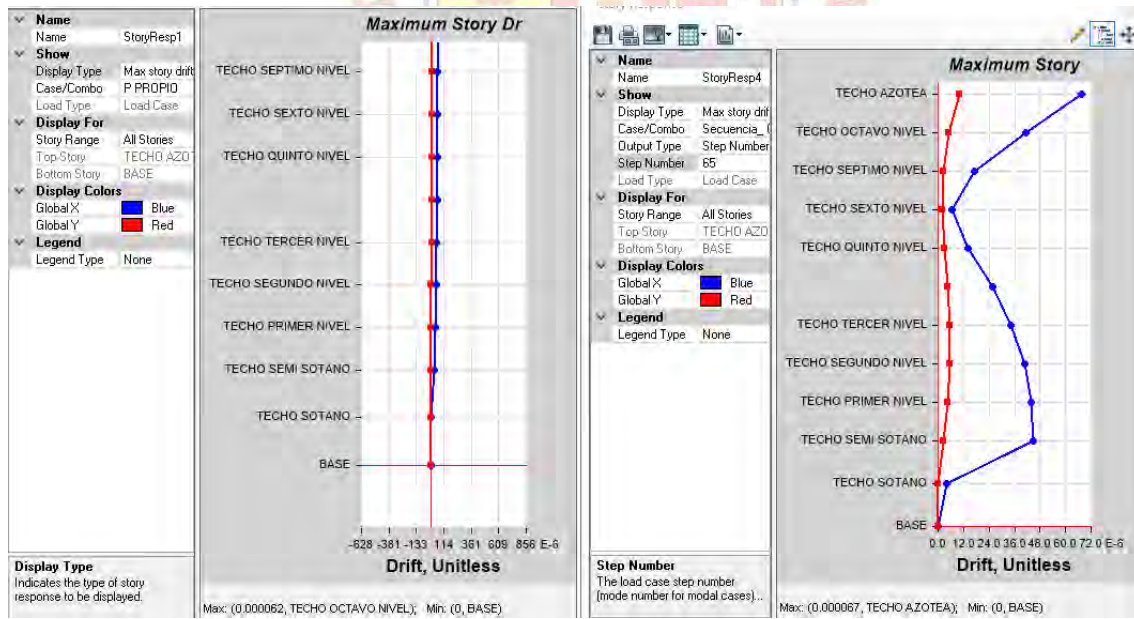 Name
Name StoryResp1
Show
Display Type Max story drift
Case/Combo P PROPIO
Load Type Load Case
Display For
Story Range All Stories
Top Story TECHO AZOT
Bottom Story BASE
Display Colors
Global X Blue
Global Y Red
Legend
Legend Type None
Display Type
Indicates the type of story
response to be displayed.
Maximum Story Dr
TECHO SEPTIMO NIVEL
TECHO SEXTO NIVEL
TECHO QUINTO NIVEL
TECHO TERCER NIVEL
TECHO SEGUNDO NIVEL
TECHO PRIMER NIVEL
TECHO SEMI SOTANO
TECHO SOTANO
BASE
-628 -381 -133 114 361 609 856 E-6
Drift, Unitless
Max: (0.000062, TECHO OCTAVO NIVEL); Min: (0, BASE)
Story Response
Name
Name StoryResp4
Show
Display Type Max story drif
Case/Combo Secuencia_
Output Type Step Number
Step Number 65
Load Type Load Case
Display For
Story Range All Stories
Top Story TECHO AZO
Bottom Story BASE
Display Colors
Global X Blue
Global Y Red
Legend
Legend Type None
Step Number
The load case step number
(mode number for modal cases)...
Maximum Story
TECHO AZOTEA
TECHO OCTAVO NIVEL
TECHO SEPTIMO NIVEL
TECHO SEXTO NIVEL
TECHO QUINTO NIVEL
TECHO TERCER NIVEL
TECHO SEGUNDO NIVEL
TECHO PRIMER NIVEL
TECHO SEMI SOTANO
TECHO SOTANO
BASE
0.0 12.0 24.0 36.0 48.0 60.0 72.0 E-6
Drift, Unitless
Max: (0.000067, TECHO AZOTEA); Min: (0, BASE)